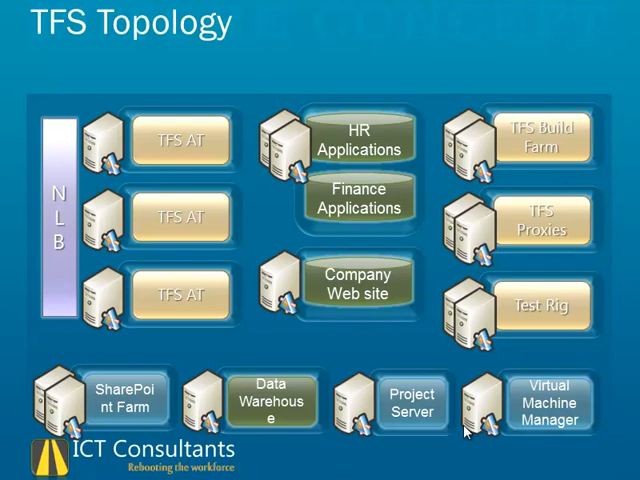 TFS Topology
N
L
B
TFS AT
TFS AT
TFS AT
HR
Applications
Finance
Applications
Company
Web site
TFS Build
Farm
TFS
Proxies
Test Rig
SharePoi
nt Farm
Data
Warehous
e
Project
Server
Virtual
Machine
Manager
ICT Consultants
Rebooting the workforce